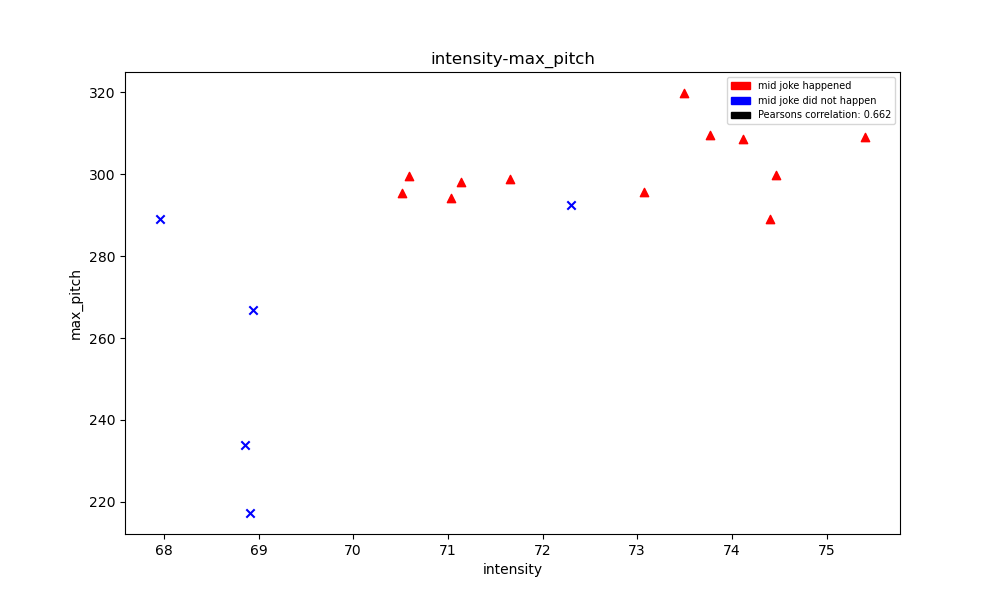 intensity-max_pitch
mid joke happened
mid joke did not happen
Pearsons correlation: 0.662
max_pitch
320
300
280
260
240
220
68 69 70 71 72 73 74 75
intensity